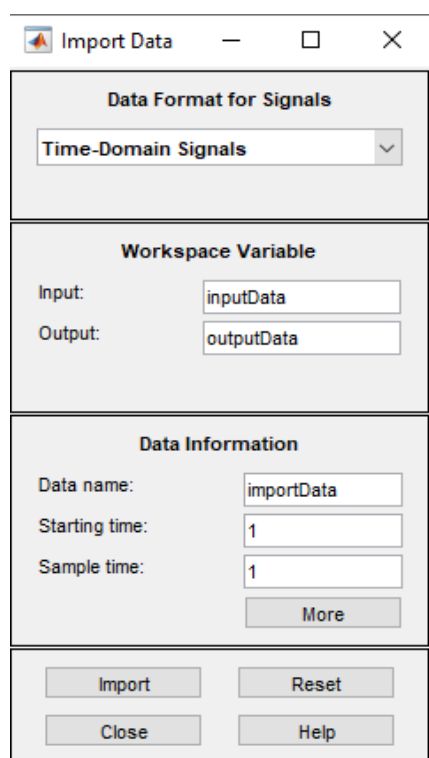 Import Data
Data Format for Signals
Time-Domain Signals
Workspace Variable
Input: inputData
Output: outputData
Data Information
Data name: importData
Starting time: 1
Sample time: 1
More
Import Reset
Close Help